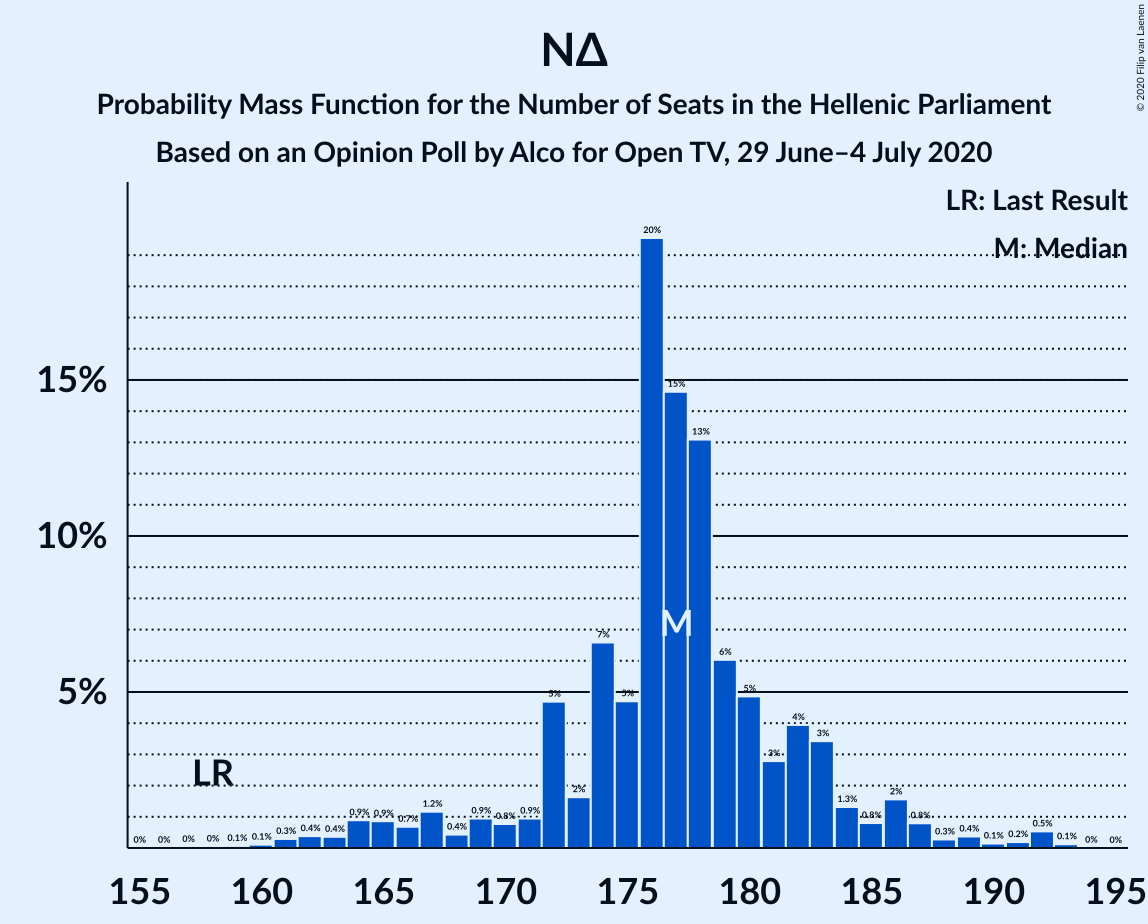 ΝΔ
Probability Mass Function for the Number of Seats in the Hellenic Parliament
Based on an Opinion Poll by Alco for Open TV, 29 June–4 July 2020
© 2020 Filip van Laenen
LR: Last Result
M: Median
15%
10%
5%
0% 0% 0% 0% 0.1% 0.1% 0.3% 0.4% 0.4% 0.9% 0.9% 0.7% 1.2% 0.4% 0.9% 0.8% 0.9% 5% 2% 7% 5% 20% 15% 13% 6% 5% 3% 4% 3% 1.3% 0.8% 2% 0.8% 0.3% 0.4% 0.1% 0.2% 0.5% 0.1% 0% 0%
LR
M
155 160 165 170 175 180 185 190 195